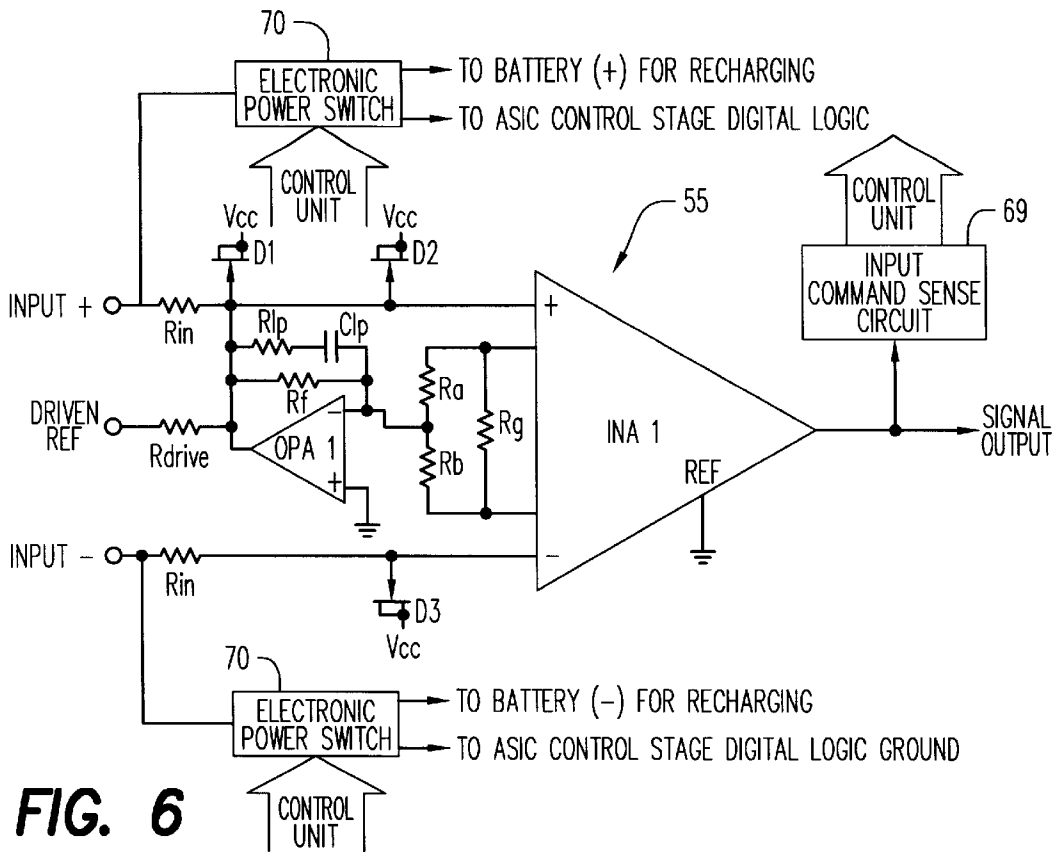 70
ELECTRONIC
POWER SWITCH
TO BATTERY (+) FOR RECHARGING
TO ASIC CONTROL STAGE DIGITAL LOGIC
CONTROL
UNIT
CONTROL
UNIT
55
69
INPUT
COMMAND SENSE
CIRCUIT
Vcc
D1
Vcc
D2
INPUT +
Rin
+
Rlp
Clp
Rf
Ra
Rg
DRIVEN
REF
Rdrive
OPA 1
-
+
Rb
INA 1
SIGNAL
OUTPUT
REF
INPUT -
Rin
-
D3
Vcc
70
ELECTRONIC
POWER SWITCH
TO BATTERY (-) FOR RECHARGING
TO ASIC CONTROL STAGE DIGITAL LOGIC GROUND
CONTROL
UNIT
FIG. 6